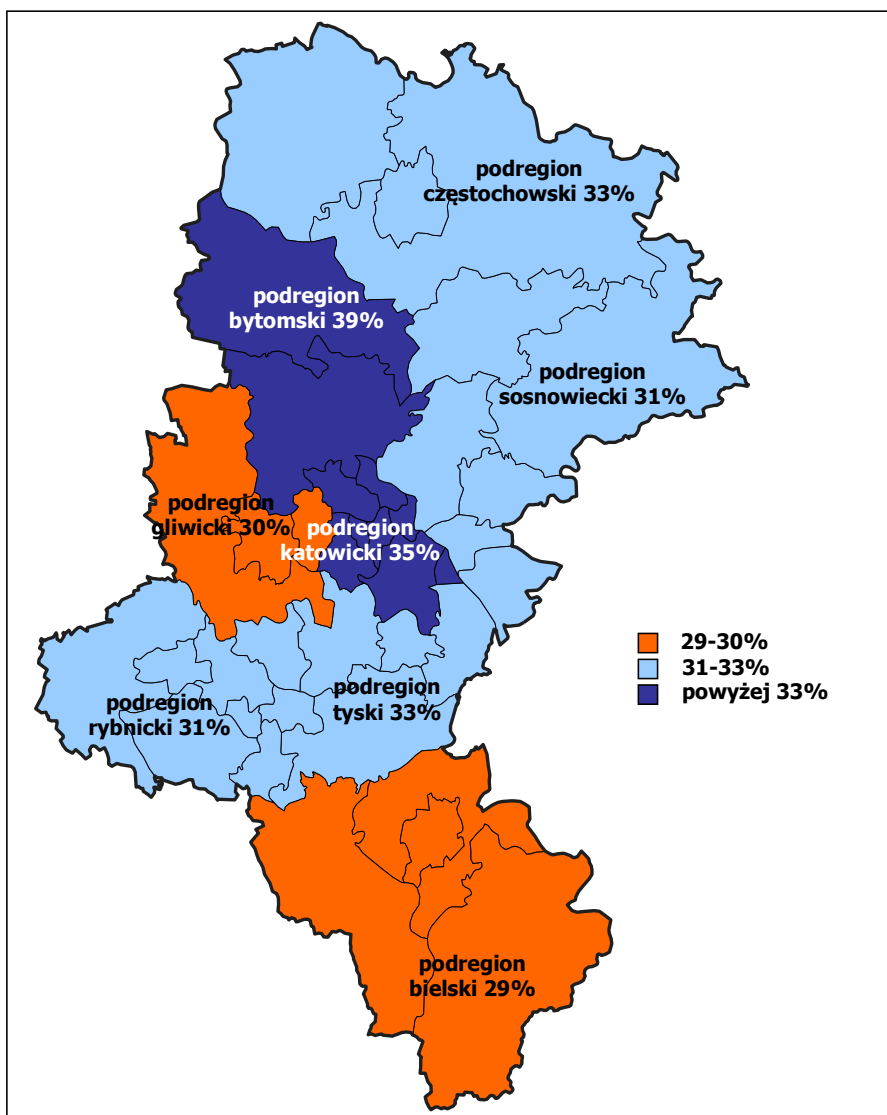 podregion
częstochowski 33%
podregion
bytomski 39%
podregion
sosnowiecki 31%
podregion
gliwicki 30%
podregion
katowicki 35%
29-30%
31-33%
powyżej 33%
podregion
rybnicki 31%
podregion
tyski 33%
podregion
bielski 29%